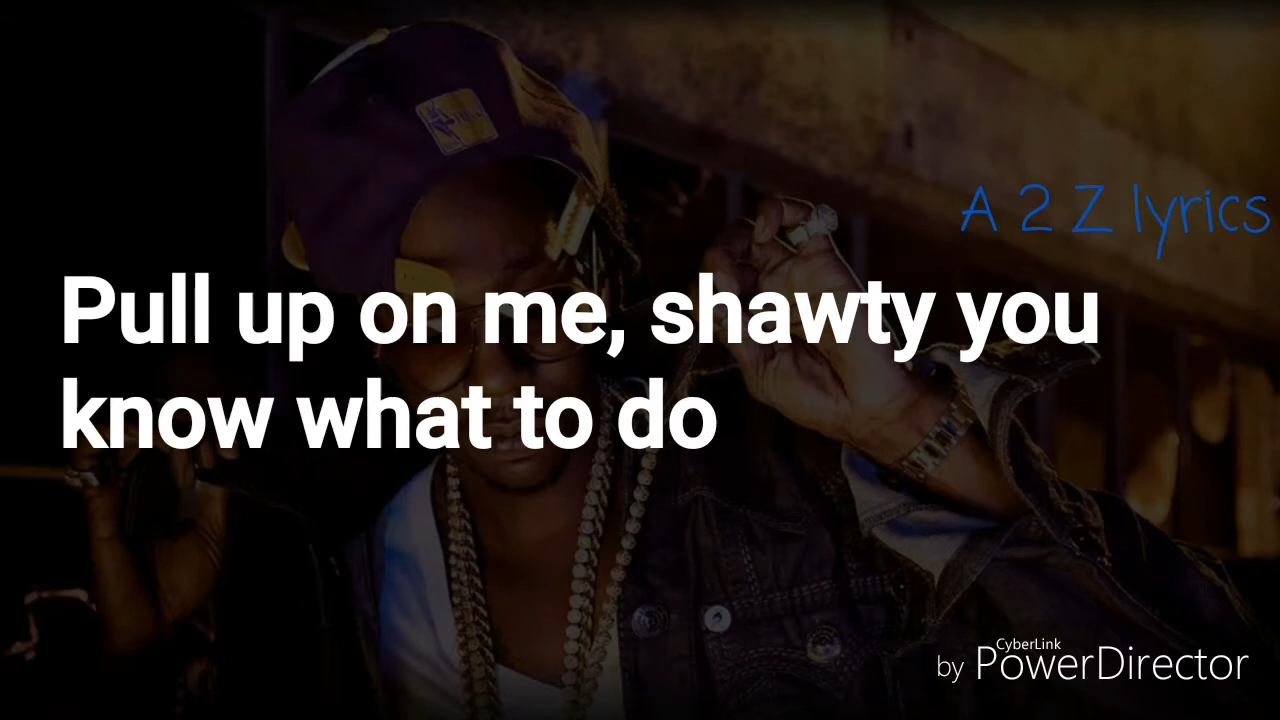 A 2 Z lyrics
Pull up on me, shawty you
know what to do
CyberLink
by PowerDirector